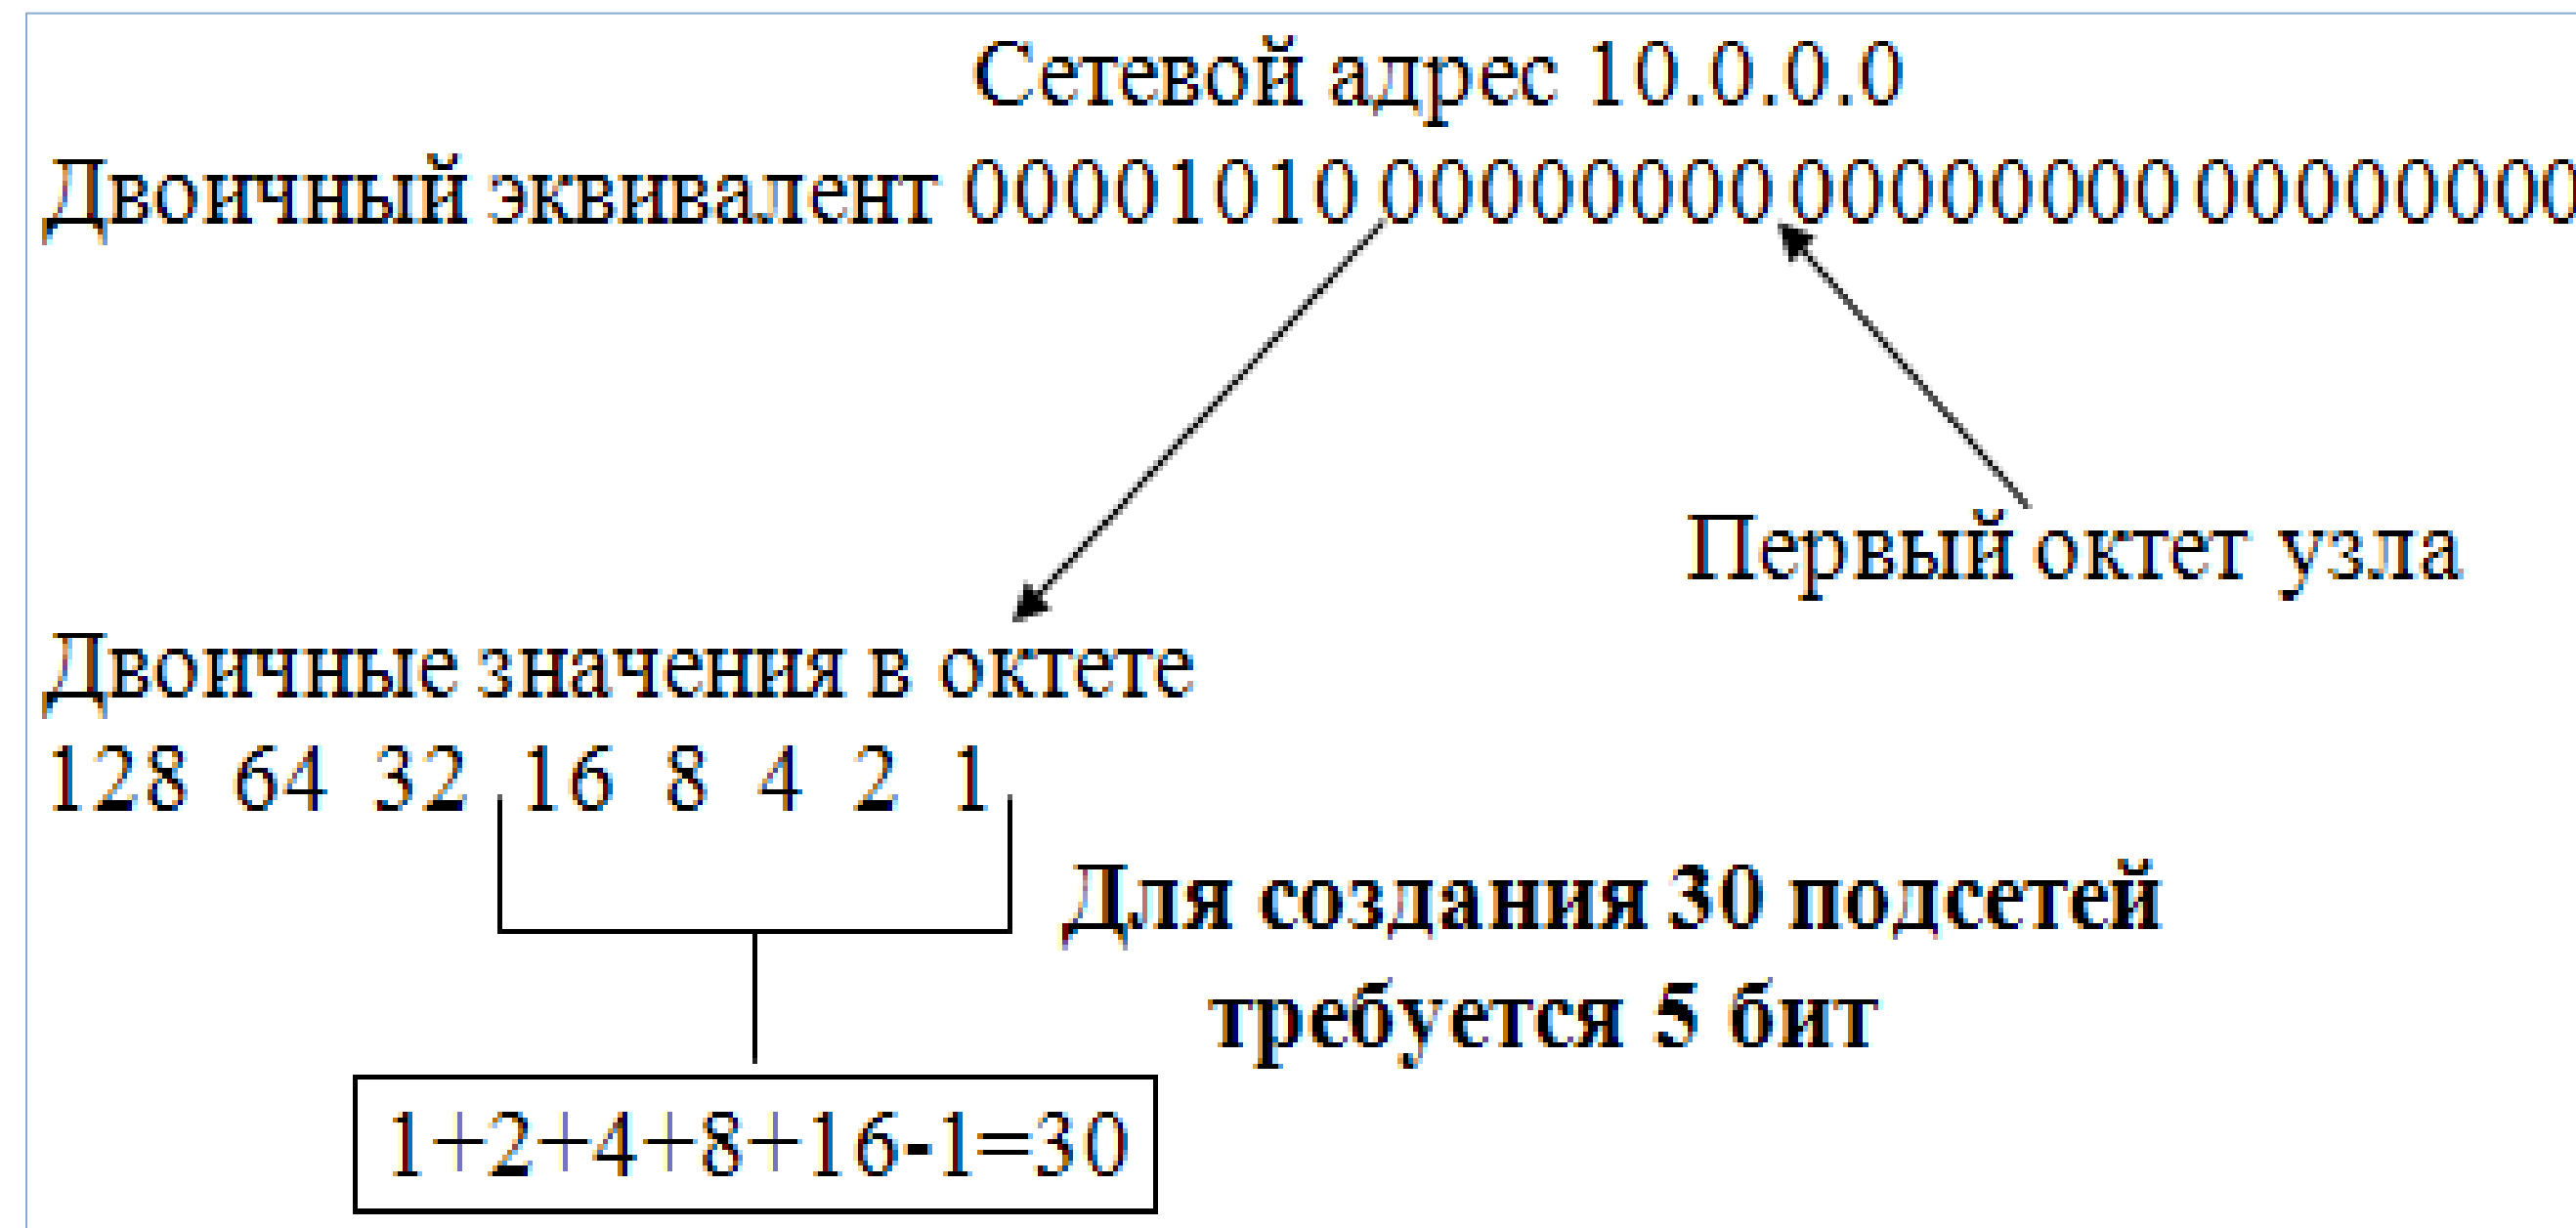 Сетевой адрес 10.0.0.0
Двоичный эквивалент 00001010 00000000 00000000 00000000
Первый октет узла
Двоичные значения в октете
128 64 32 16 8 4 2 1
Для создания 30 подсетей
требуется 5 бит
1+2+4+8+16-1=30